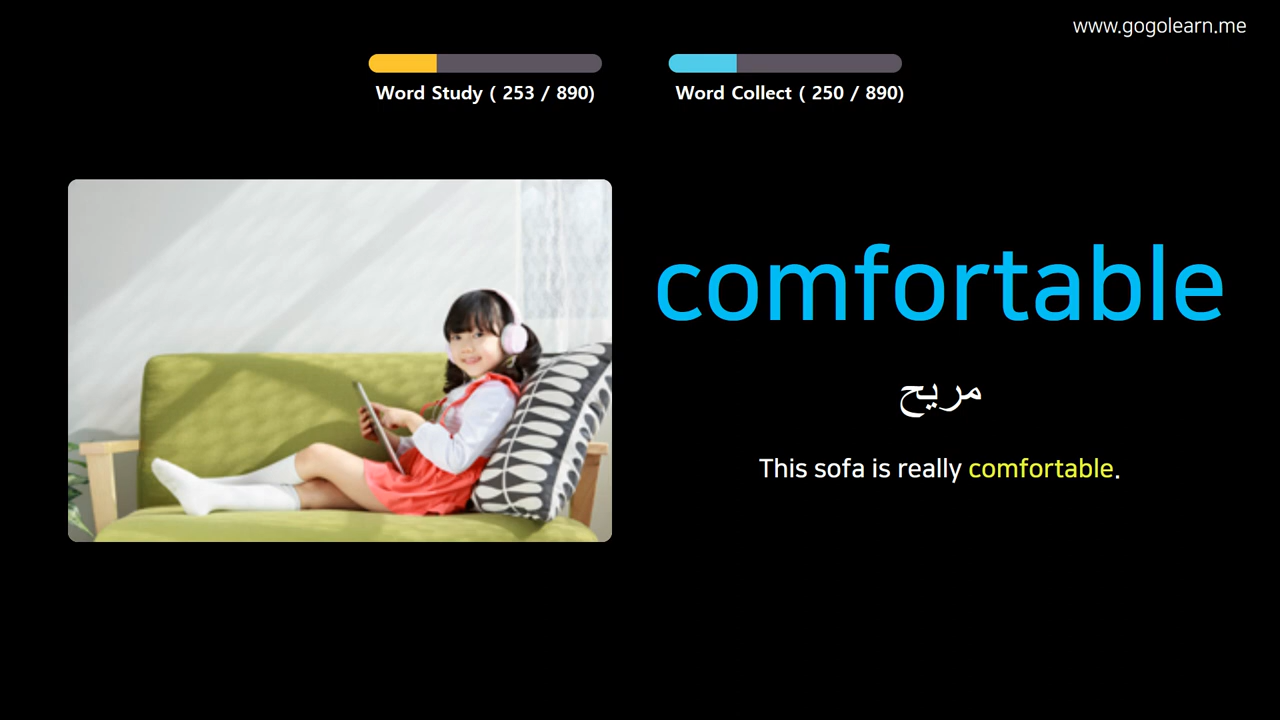 www.gogolearn.me
Word Study ( 253 / 890)
Word Collect ( 250 / 890)
comfortable
مريح
This sofa is really comfortable.